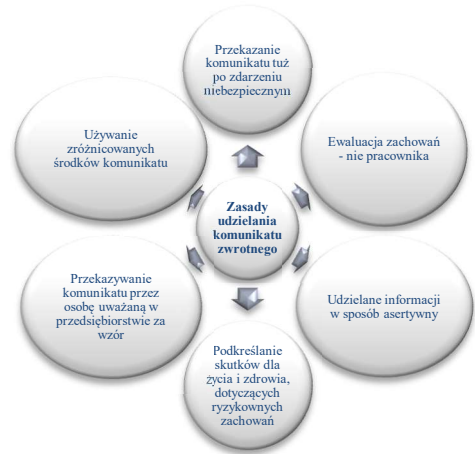 Przekazanie
komunikatu tuż
po zdarzeniu
niebezpiecznym
Używanie
zróżnicowanych
środków komunikatu
Ewaluacja zachowań
- nie pracownika
Zasady
udzielania
komunikatu
zwrotnego
Przekazywanie
komunikatu przez
osobę uważaną w
przedsiębiorstwie za
wzór
Udzielane informacji
w sposób asertywny
Podkreślanie
skutków dla
życia i zdrowia,
dotyczących
ryzykownych
zachowań